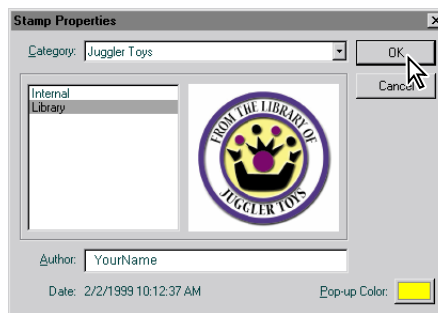 Stamp Properties
Category: Juggler Toys
OK
Cancel
Internal
Library
FROM THE LIBRARY OF
JUGGLER TOYS
Author: YourName
Date: 2/2/1999 10:12:37 AM
Pop-up Color: